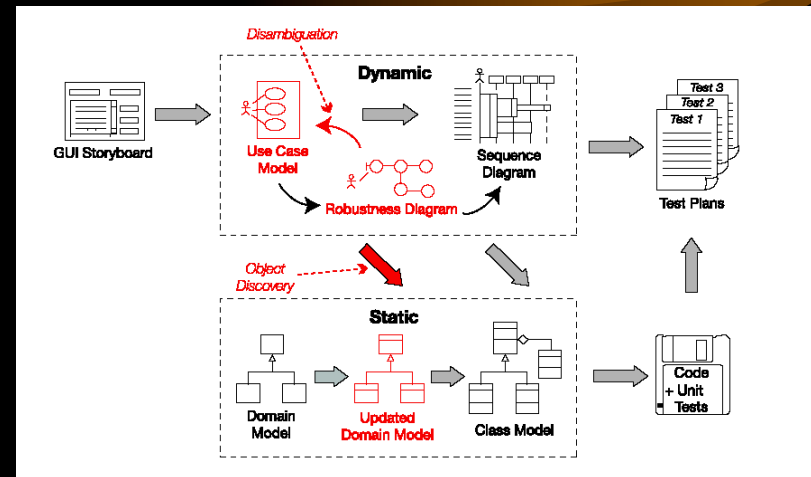 Disambiguation
Dynamic
GUI Storyboard
Use Case
Model
Robustness Diagram
Sequence
Diagram
Test 3
Test 2
Test 1
Test Plans
Object
Discovery
Static
Domain
Model
Updated
Domain Model
Class Model
Code
+ Unit
Tests